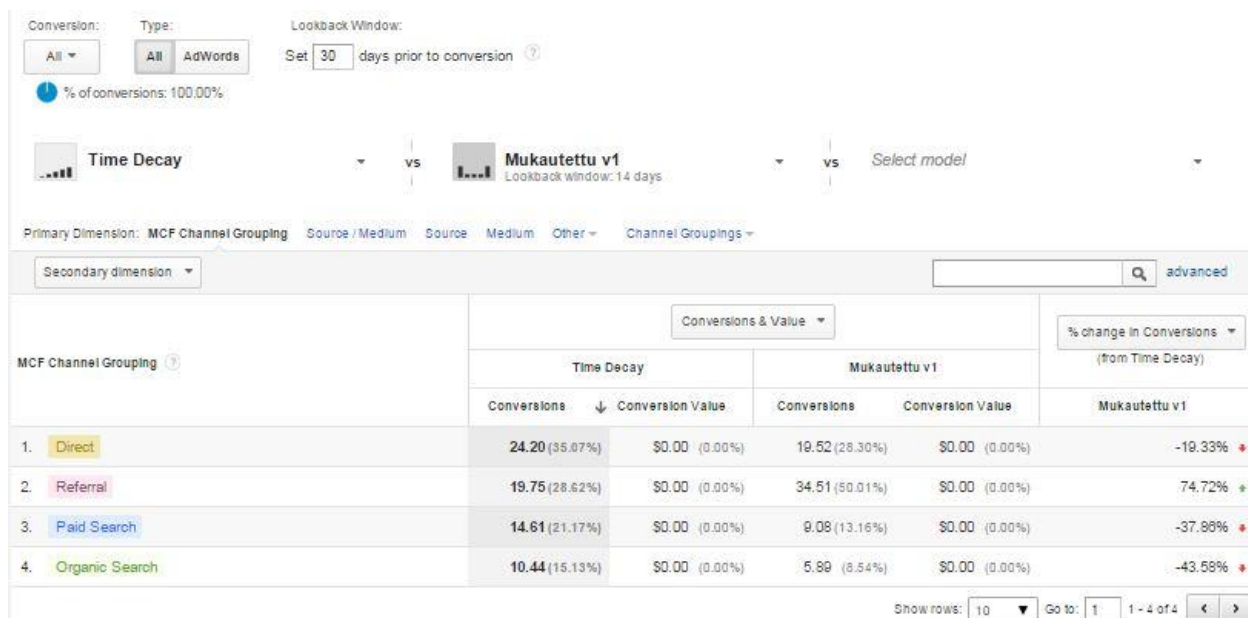 Conversion: Type: Lookback Window:
All All AdWords Set 30 days prior to conversion ?
% of conversions: 100.00%
Time Decay vs Mukautettu v1 vs Select model
Lookback window: 14 days
Primary Dimension: MCF Channel Grouping Source / Medium Source Medium Other Channel Groupings
Secondary dimension advanced
Conversions & Value % change in Conversions
MCF Channel Grouping ? Time Decay Mukautettu v1 (from Time Decay)
Conversions Conversion Value Conversions Conversion Value Mukautettu v1
1. Direct 24.20 (35.07%) $0.00 (0.00%) 19.52 (28.30%) $0.00 (0.00%) -19.33%
2. Referral 19.75 (28.62%) $0.00 (0.00%) 34.51 (50.01%) $0.00 (0.00%) 74.72%
3. Paid Search 14.61 (21.17%) $0.00 (0.00%) 9.08 (13.16%) $0.00 (0.00%) -37.86%
4. Organic Search 10.44 (15.13%) $0.00 (0.00%) 5.89 (8.54%) $0.00 (0.00%) -43.58%
Show rows: 10 Go to: 1 1 - 4 of 4